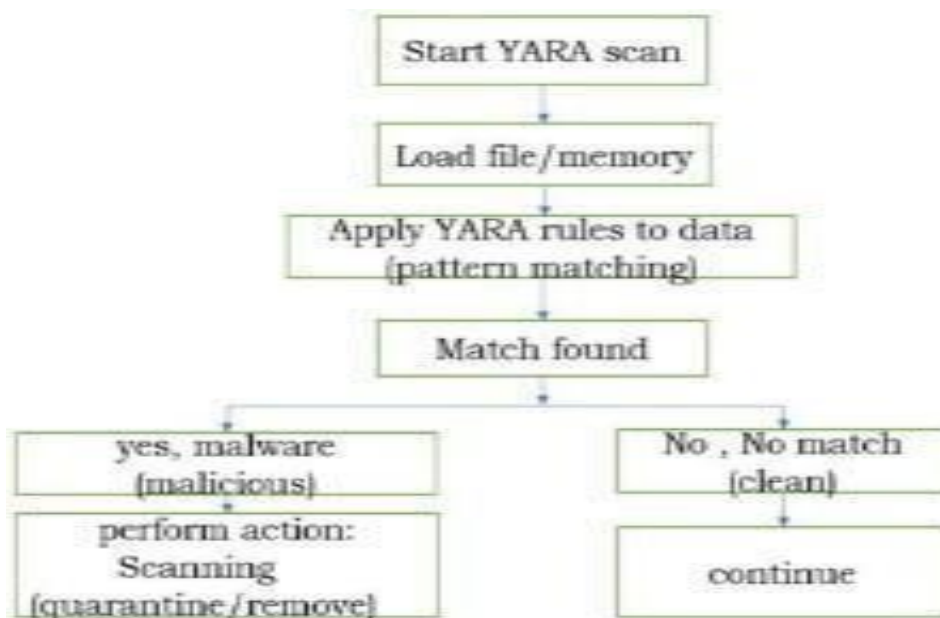 Start YARA scan
Load file/memory
Apply YARA rules to data
(pattern matching)
Match found
yes, malware
(malicious)
No , No match
(clean)
perform action:
Scanning
(quarantine/remove)
continue